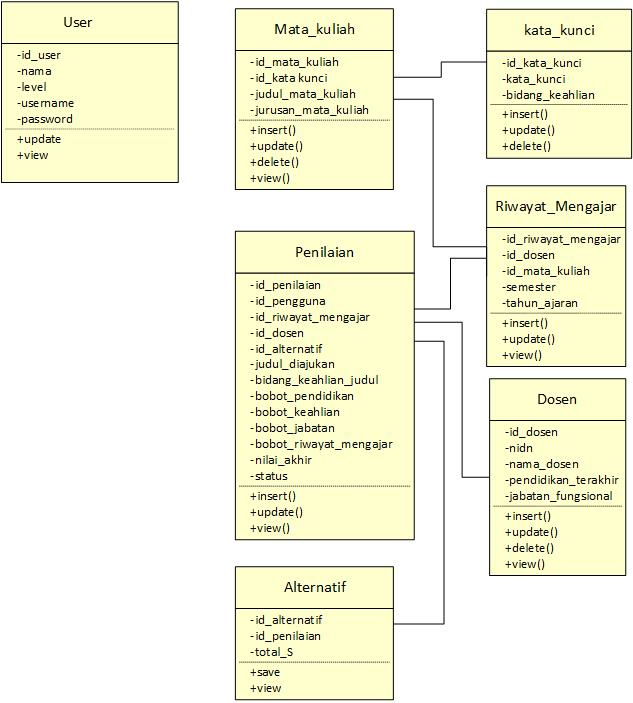 User
-id_user
-nama
-level
-username
-password
+update
+view
Mata_kuliah
-id_mata_kuliah
-id_kata kunci
-judul_mata_kuliah
-jurusan_mata_kuliah
+insert()
+update()
+delete()
+view()
kata_kunci
-id_kata_kunci
-kata_kunci
-bidang_keahlian
+insert()
+update()
+delete()
Riwayat_Mengajar
-id_riwayat_mengajar
-id_dosen
-id_mata_kuliah
-semester
-tahun_ajaran
+insert()
+update()
+view()
Penilaian
-id_penilaian
-id_pengguna
-id_riwayat_mengajar
-id_dosen
-id_alternatif
-judul_diajukan
-bidang_keahlian_judul
-bobot_pendidikan
-bobot_keahlian
-bobot_jabatan
-bobot_riwayat_mengajar
-nilai_akhir
-status
+insert()
+update()
+view()
Dosen
-id_dosen
-nidn
-nama_dosen
-pendidikan_terakhir
-jabatan_fungsional
+insert()
+update()
+delete()
+view()
Alternatif
-id_alternatif
-id_penilaian
-total_S
+save
+view